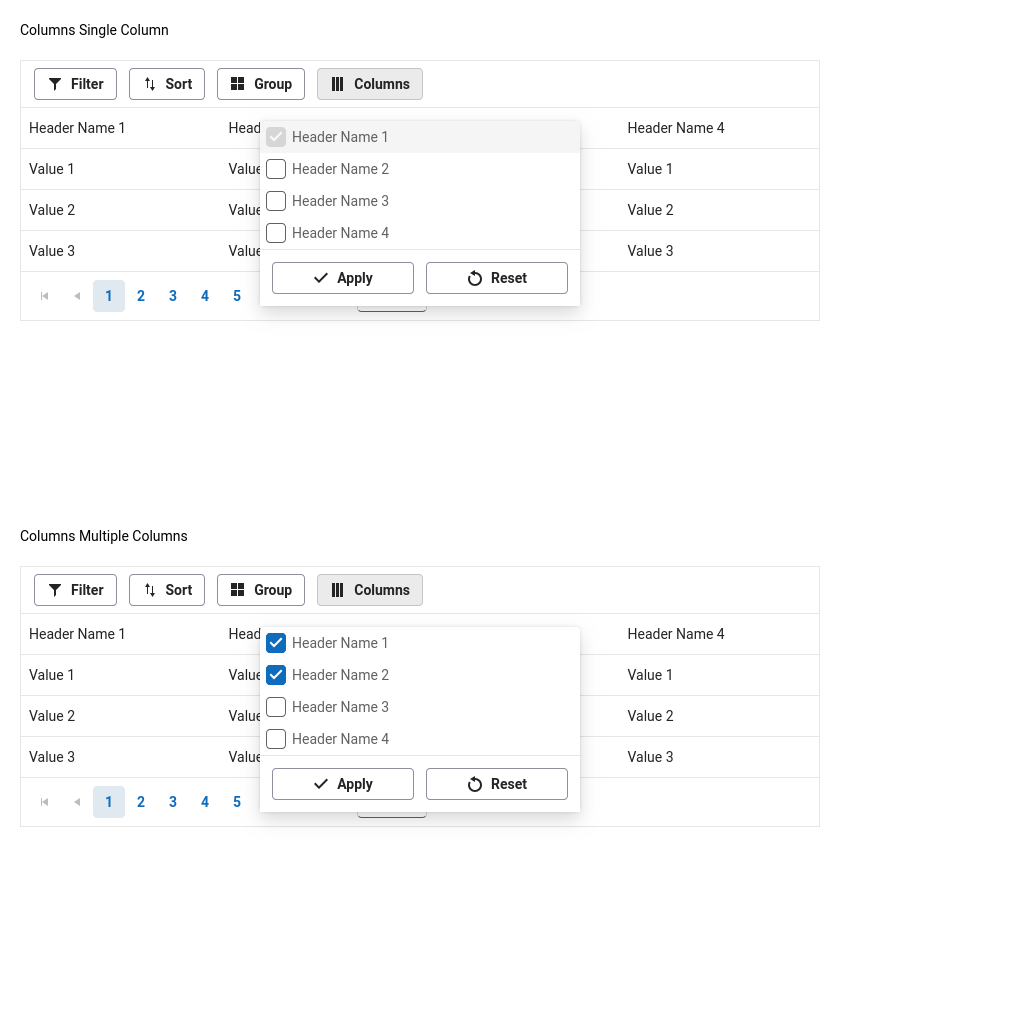 Columns Single Column
Filter Sort Group Columns
Header Name 1 Head Header Name 4
Header Name 1
Value 1 Value Value 1
Header Name 2
Header Name 3
Value 2 Value Value 2
Header Name 4
Value 3 Value Value 3
Apply Reset
1 2 3 4 5
Columns Multiple Columns
Filter Sort Group Columns
Header Name 1 Head Header Name 4
Header Name 1
Value 1 Value Value 1
Header Name 2
Header Name 3
Value 2 Value Value 2
Header Name 4
Value 3 Value Value 3
Apply Reset
1 2 3 4 5